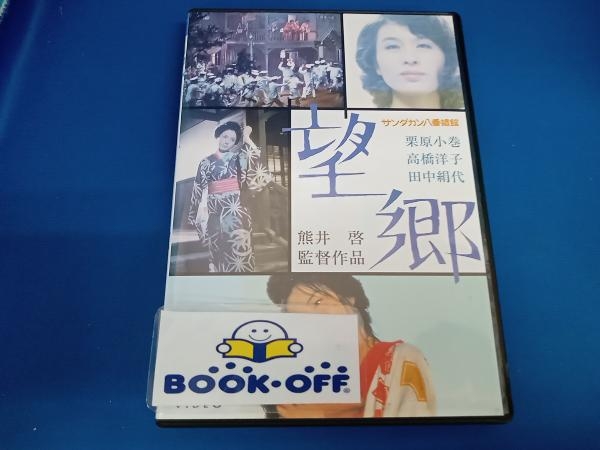 サンダカン八番娼館
望郷
栗原小巻
高橋洋子
田中絹代
熊井 啓
監督作品
BOOK・OFF®
VIDEO